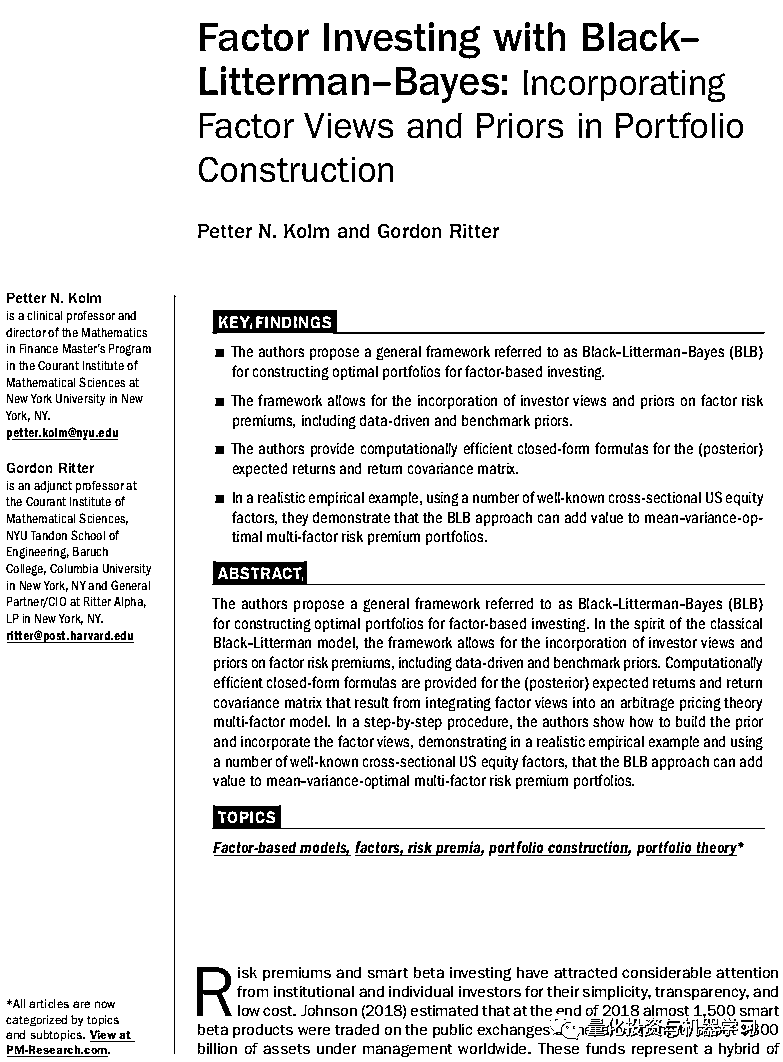 Factor Investing with Black–
Litterman–Bayes: Incorporating
Factor Views and Priors in Portfolio
Construction
Petter N. Kolm and Gordon Ritter
Petter N. Kolm
is a clinical professor and
director of the Mathematics
in Finance Master's Program
in the Courant Institute of
Mathematical Sciences at
New York University in New
York, NY.
petter.kolm@nyu.edu
Gordon Ritter
is an adjunct professor at
the Courant Institute of
Mathematical Sciences,
NYU Tandon School of
Engineering, Baruch
College, Columbia University
in New York, NY and General
Partner/CIO at Ritter Alpha,
LP in New York, NY.
ritter@post.harvard.edu
*All articles are now
categorized by topics
and subtopics. View at
PM-Research.com.
KEY FINDINGS
■ The authors propose a general framework referred to as Black–Litterman–Bayes (BLB)
for constructing optimal portfolios for factor-based investing.
■ The framework allows for the incorporation of investor views and priors on factor risk
premiums, including data-driven and benchmark priors.
■ The authors provide computationally efficient closed-form formulas for the (posterior)
expected returns and return covariance matrix.
■ In a realistic empirical example, using a number of well-known cross-sectional US equity
factors, they demonstrate that the BLB approach can add value to mean–variance-op-
timal multi-factor risk premium portfolios.
ABSTRACT
The authors propose a general framework referred to as Black–Litterman–Bayes (BLB)
for constructing optimal portfolios for factor-based investing. In the spirit of the classical
Black–Litterman model, the framework allows for the incorporation of investor views and
priors on factor risk premiums, including data-driven and benchmark priors. Computationally
efficient closed-form formulas are provided for the (posterior) expected returns and return
covariance matrix that result from integrating factor views into an arbitrage pricing theory
multi-factor model. In a step-by-step procedure, the authors show how to build the prior
and incorporate the factor views, demonstrating in a realistic empirical example and using
a number of well-known cross-sectional US equity factors, that the BLB approach can add
value to mean–variance-optimal multi-factor risk premium portfolios.
TOPICS
Factor-based models, factors, risk premia, portfolio construction, portfolio theory*
Risk premiums and smart beta investing have attracted considerable attention
from institutional and individual investors for their simplicity, transparency, and
low cost. Johnson (2018) estimated that at the end of 2018 almost 1,500 smart
beta products were traded on the public exchanges
billion of assets under management worldwide. These funds represent a hybrid of
量化投资与机器学习